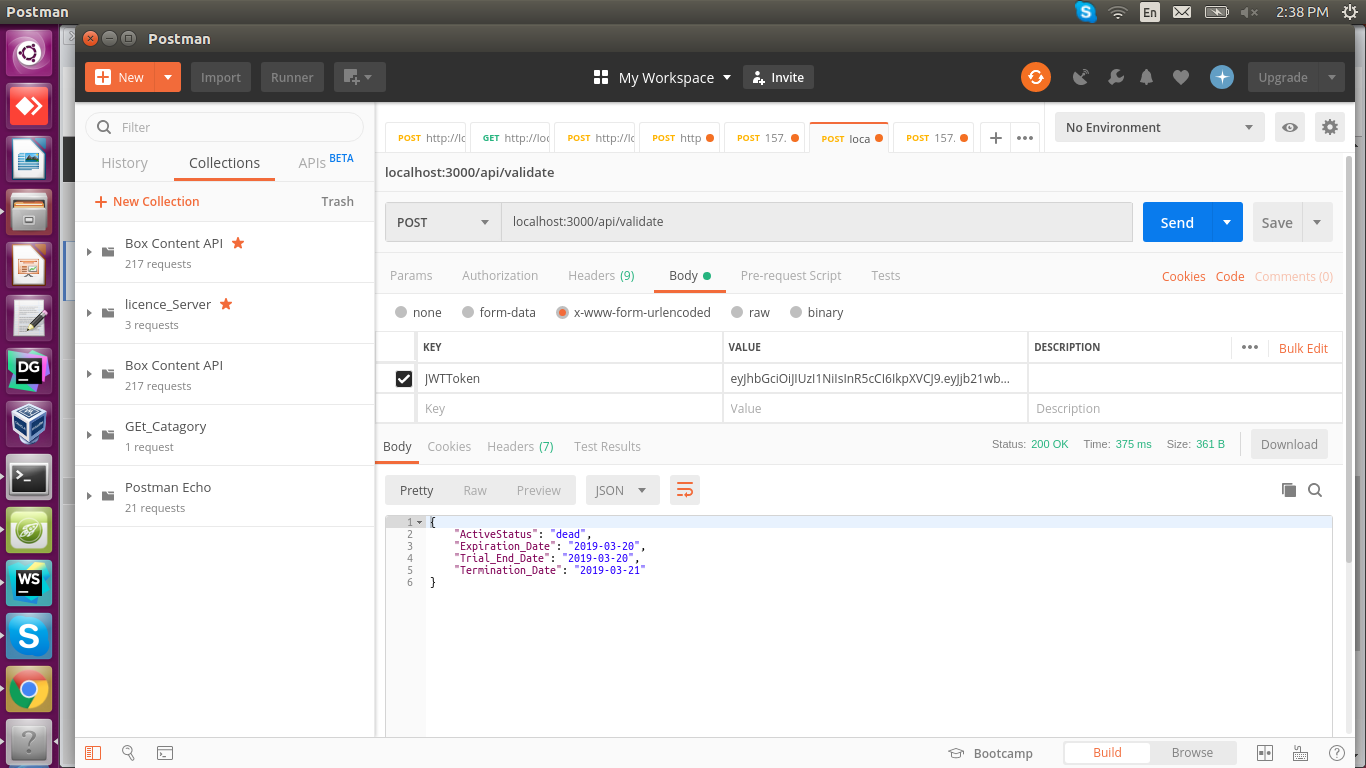 Postman
En
2:38 PM
Postman
New
Import
Runner
My Workspace
Invite
Upgrade
Filter
History
Collections
APIs
BETA
+ New Collection
Trash
Box Content API
217 requests
licence_Server
3 requests
Box Content API
217 requests
GEt_Catagory
1 request
Postman Echo
21 requests
POST http://lo
GET http://loc
POST http://lo
POST http
POST 157.
POST loca
POST 157.
No Environment
localhost:3000/api/validate
POST
localhost:3000/api/validate
Send
Save
Params
Authorization
Headers (9)
Body
Pre-request Script
Tests
Cookies
Code
Comments (0)
none
form-data
x-www-form-urlencoded
raw
binary
KEY
VALUE
DESCRIPTION
Bulk Edit
JWTToken
eyJhbGciOiJIUzI1NiIsInR5cCI6IkpXVCJ9.eyJjb21wb...
Key
Value
Description
Body
Cookies
Headers (7)
Test Results
Status: 200 OK
Time: 375 ms
Size: 361 B
Download
Pretty
Raw
Preview
JSON
1 {
2 "ActiveStatus": "dead",
3 "Expiration_Date": "2019-03-20",
4 "Trial_End_Date": "2019-03-20",
5 "Termination_Date": "2019-03-21"
6 }
DG
WS
Bootcamp
Build
Browse